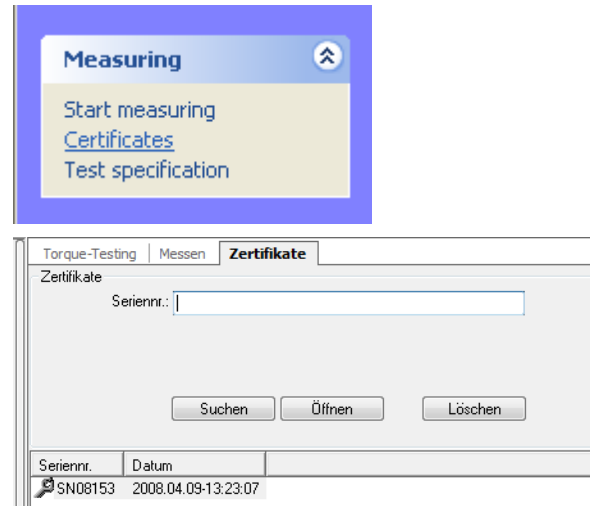 Measuring
Start measuring
Certificates
Test specification
Torque-Testing Messen Zertifikate
Zertifikate
Seriennr.:
Suchen Öffnen Löschen
Seriennr. Datum
SN08153 2008.04.09-13:23:07